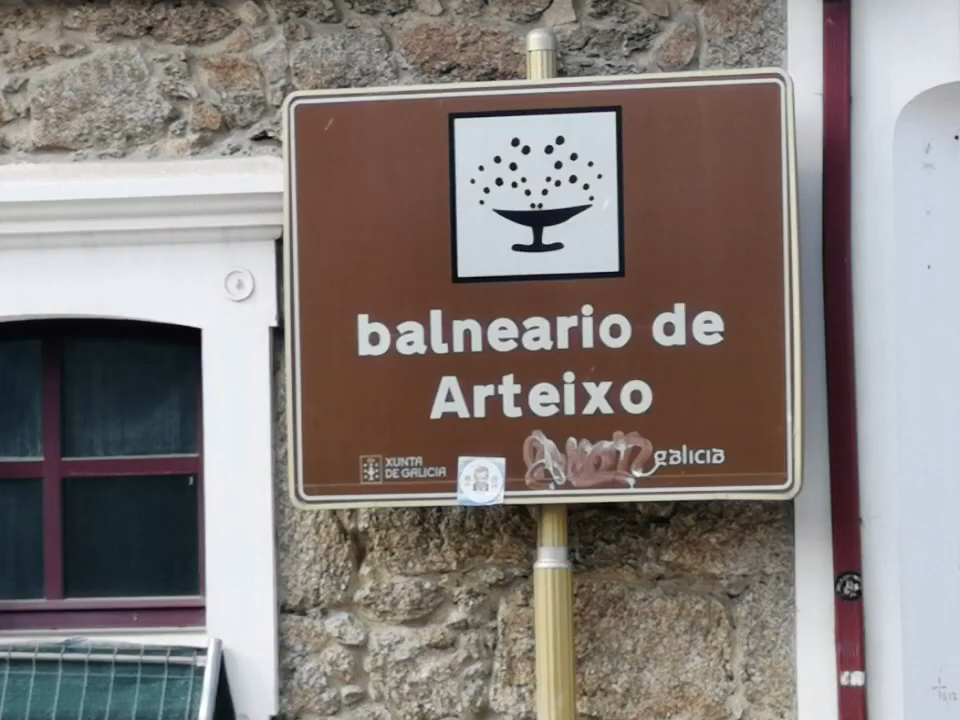 balneario de
Arteixo
XUNTA
DE GALICIA
galicia